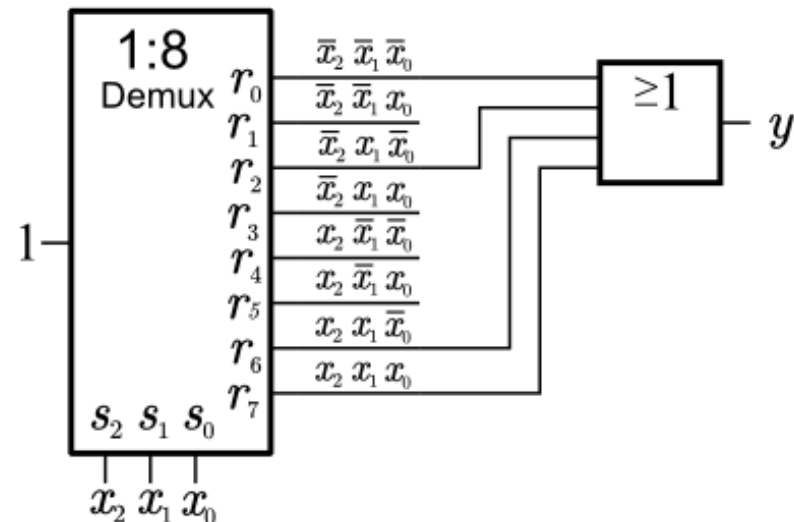 1:8
Demux
r₀ x̅₂ x̅₁ x̅₀
r₁ x̅₂ x̅₁ x₀
r₂ x̅₂ x₁ x̅₀
r₃ x̅₂ x₁ x₀
r₄ x₂ x̅₁ x̅₀
r₅ x₂ x̅₁ x₀
r₆ x₂ x₁ x̅₀
r₇ x₂ x₁ x₀
1
s₂ s₁ s₀
x₂ x₁ x₀
≥1
y